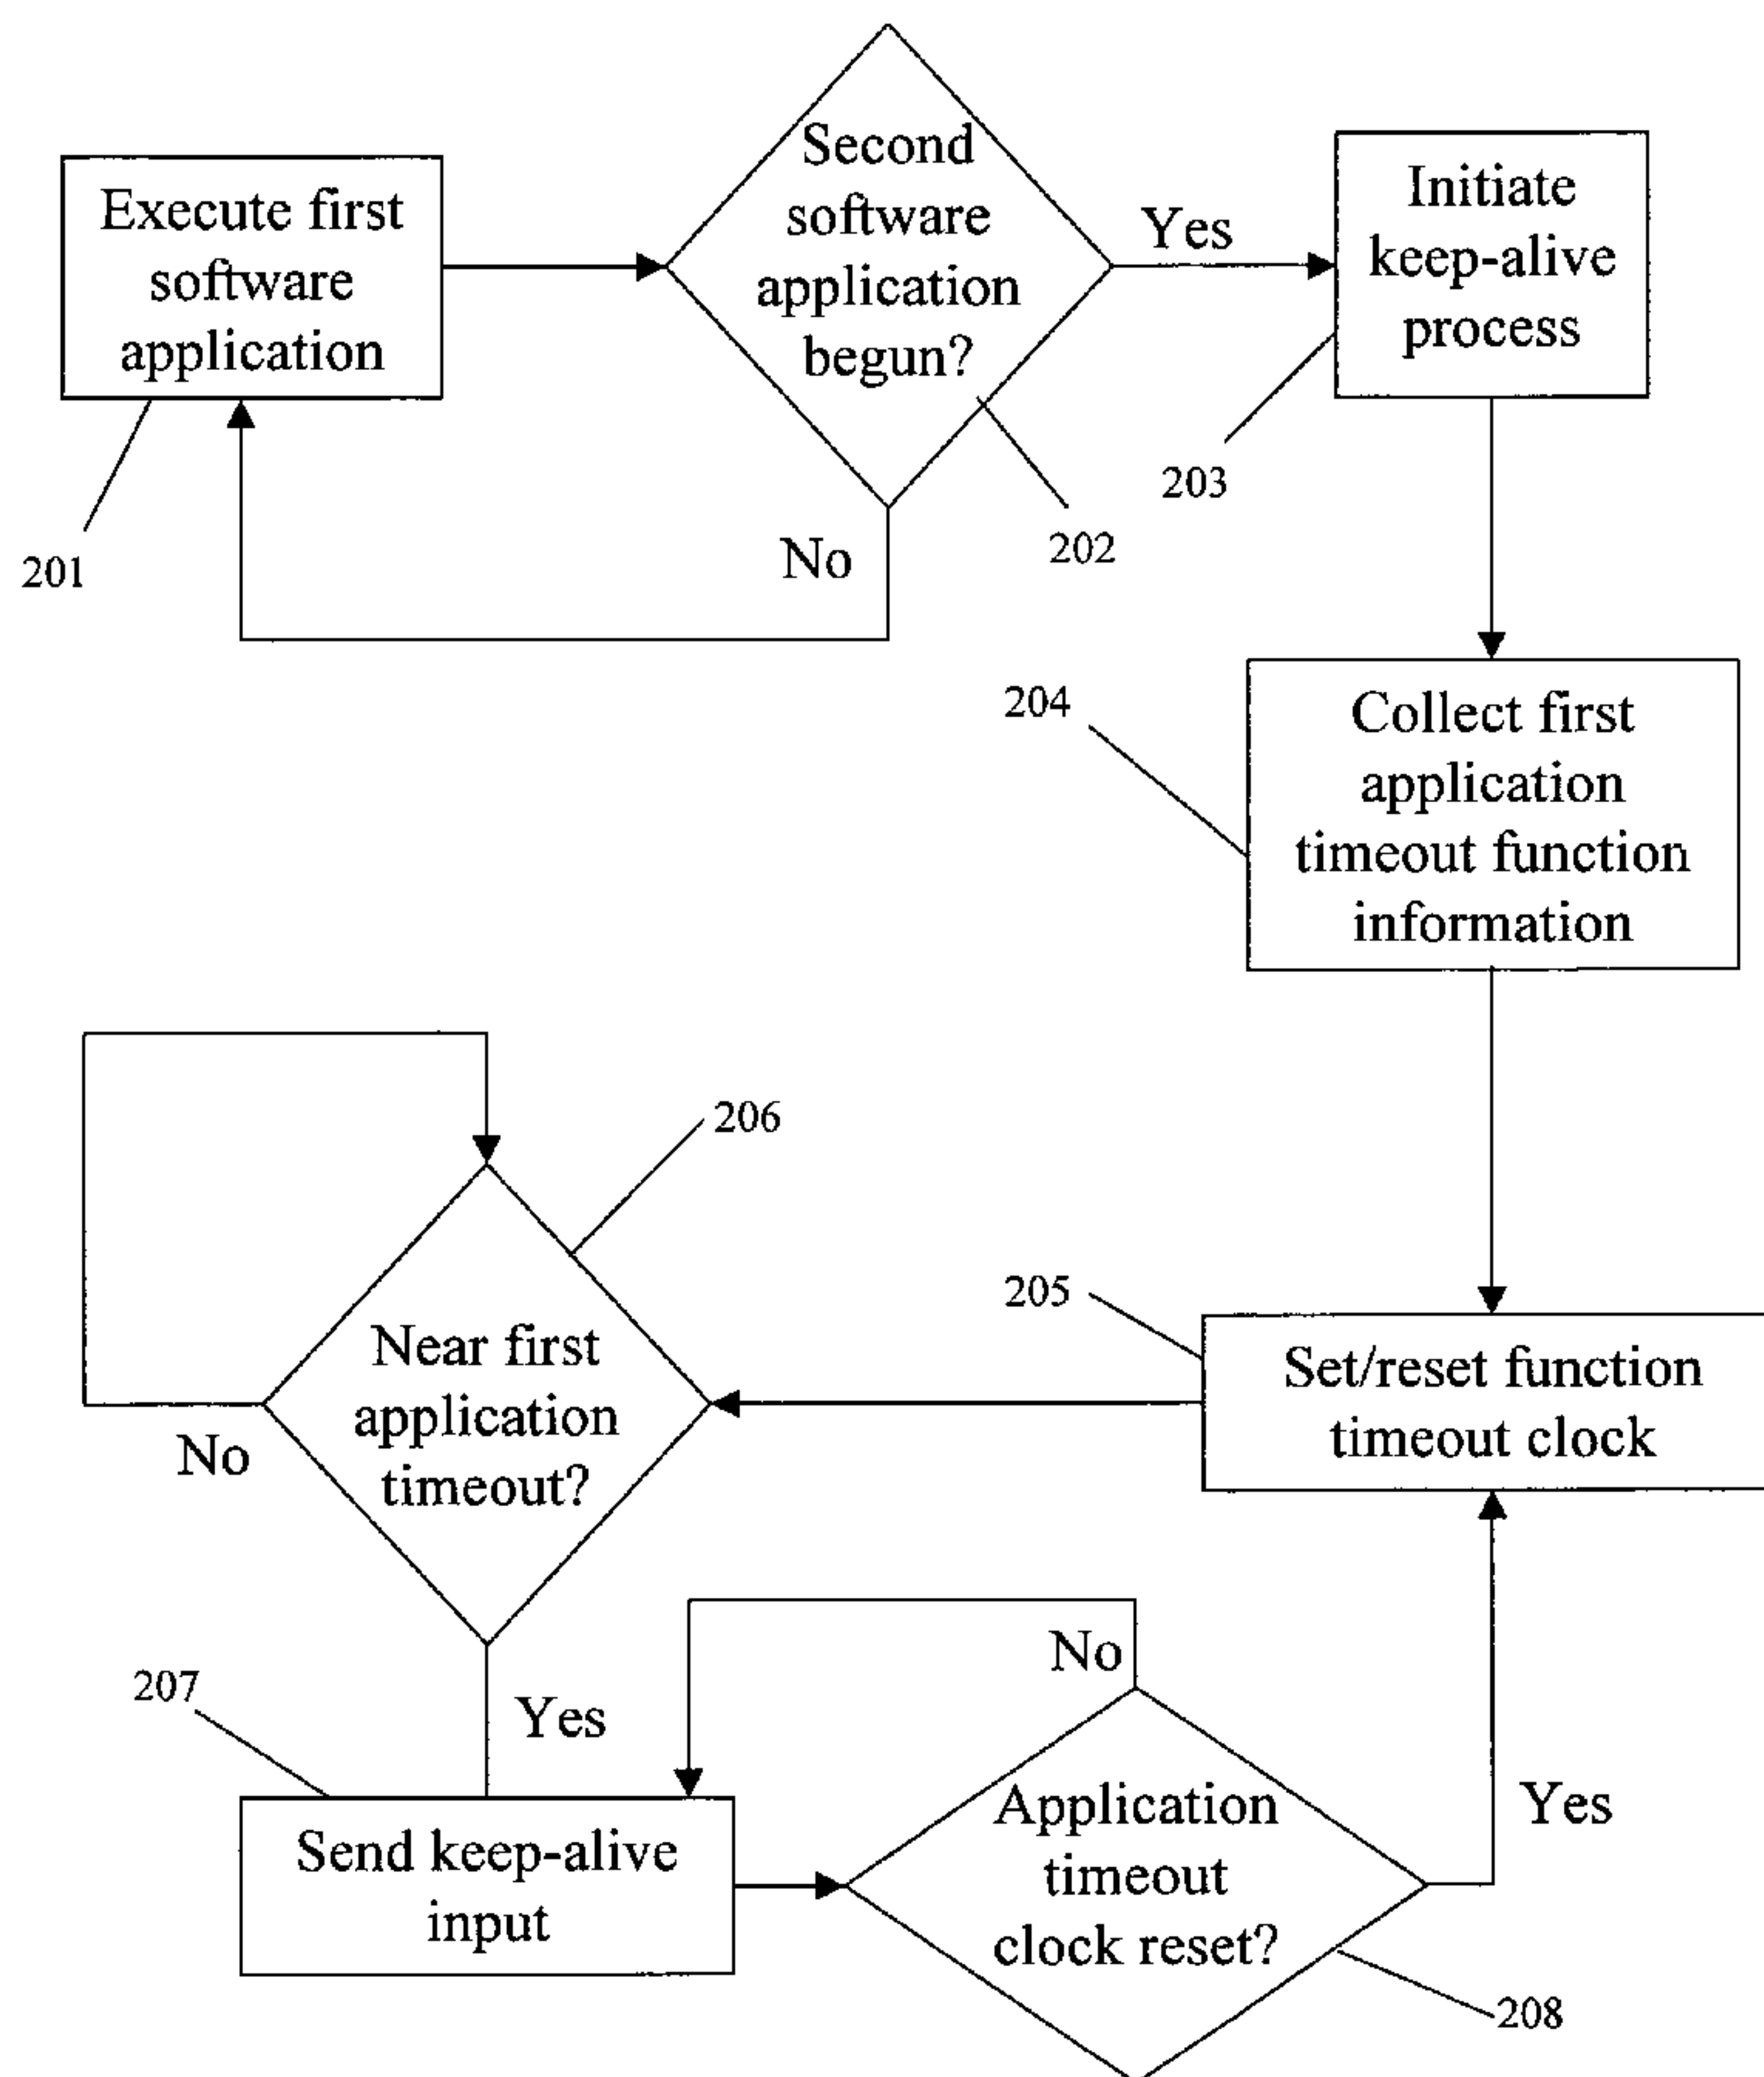 Execute first
software
application
201
Second
software
application
begun?
202
Yes
No
Initiate
keep-alive
process
203
204
Collect first
application
timeout function
information
205
Set/reset function
timeout clock
206
Near first
application
timeout?
No
Yes
207
Send keep-alive
input
No
Application
timeout
clock reset?
Yes
208